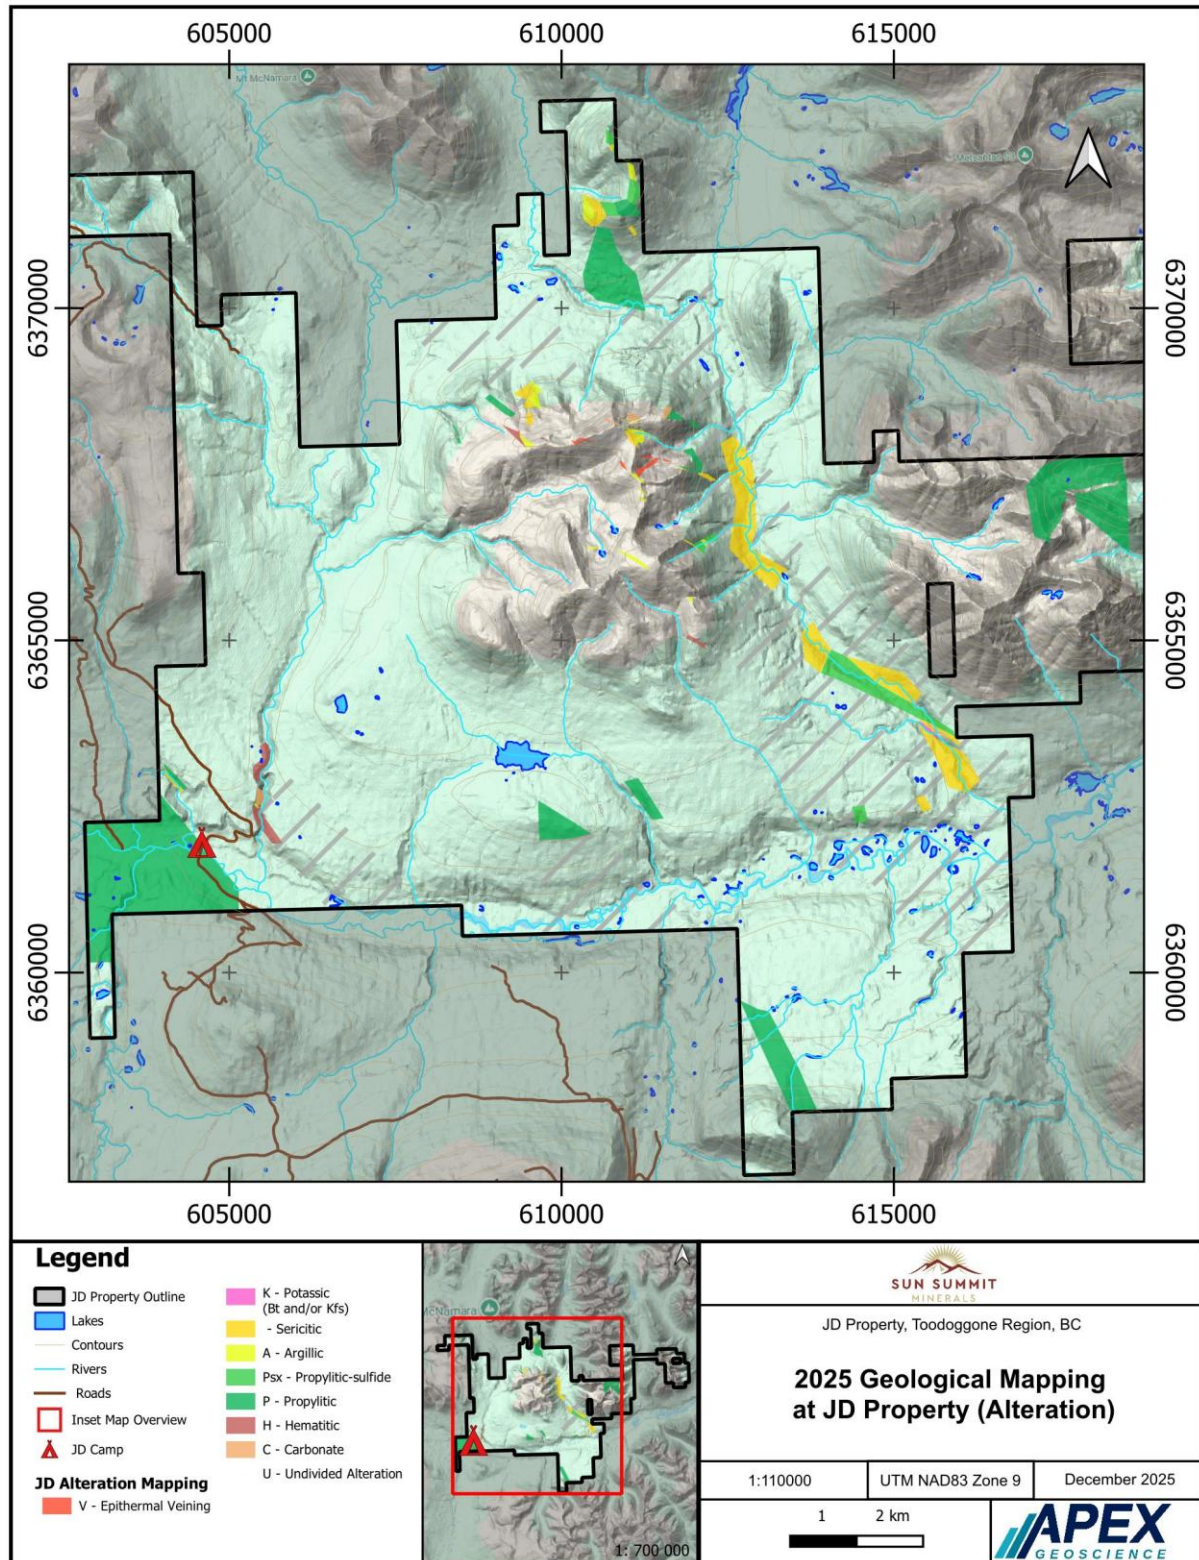 605000
610000
615000
Mt McNamara
6370000
6370000
6365000
6365000
6360000
6360000
605000
610000
615000
Legend
JD Property Outline
Lakes
Contours
Rivers
Roads
Inset Map Overview
JD Camp
JD Alteration Mapping
V - Epithermal Veining
K - Potassic
(Bt and/or Kfs)
- Sericitic
A - Argillic
Psx - Propylitic-sulfide
P - Propylitic
H - Hematitic
C - Carbonate
U - Undivided Alteration
McNamara
1: 700 000
SUN SUMMIT
MINERALS
JD Property, Toodoggone Region, BC
2025 Geological Mapping
at JD Property (Alteration)
1:110000
UTM NAD83 Zone 9
December 2025
1
2 km
APEX
GEOSCIENCE